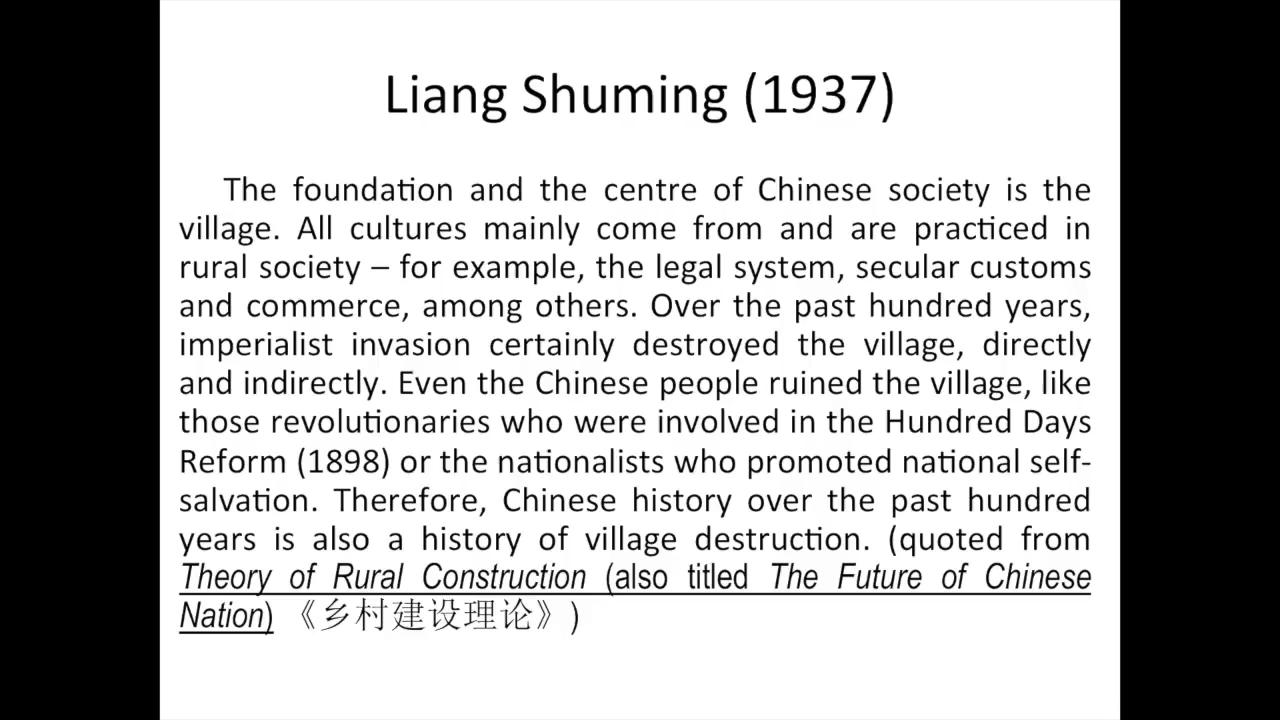 Liang Shuming (1937)
The foundation and the centre of Chinese society is the
village. All cultures mainly come from and are practiced in
rural society – for example, the legal system, secular customs
and commerce, among others. Over the past hundred years,
imperialist invasion certainly destroyed the village, directly
and indirectly. Even the Chinese people ruined the village, like
those revolutionaries who were involved in the Hundred Days
Reform (1898) or the nationalists who promoted national self-
salvation. Therefore, Chinese history over the past hundred
years is also a history of village destruction. (quoted from
Theory of Rural Construction (also titled The Future of Chinese
Nation) 《乡村建设理论》)